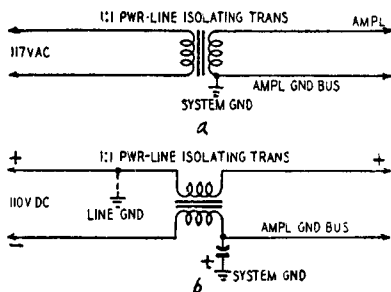 1:1 PWR-LINE ISOLATING TRANS
AMPL
117VAC
AMPL GND BUS
SYSTEM GND
a
1:1 PWR-LINE ISOLATING TRANS
+ +
110V DC
LINE GND
AMPL GND BUS
−
+
SYSTEM GND
b